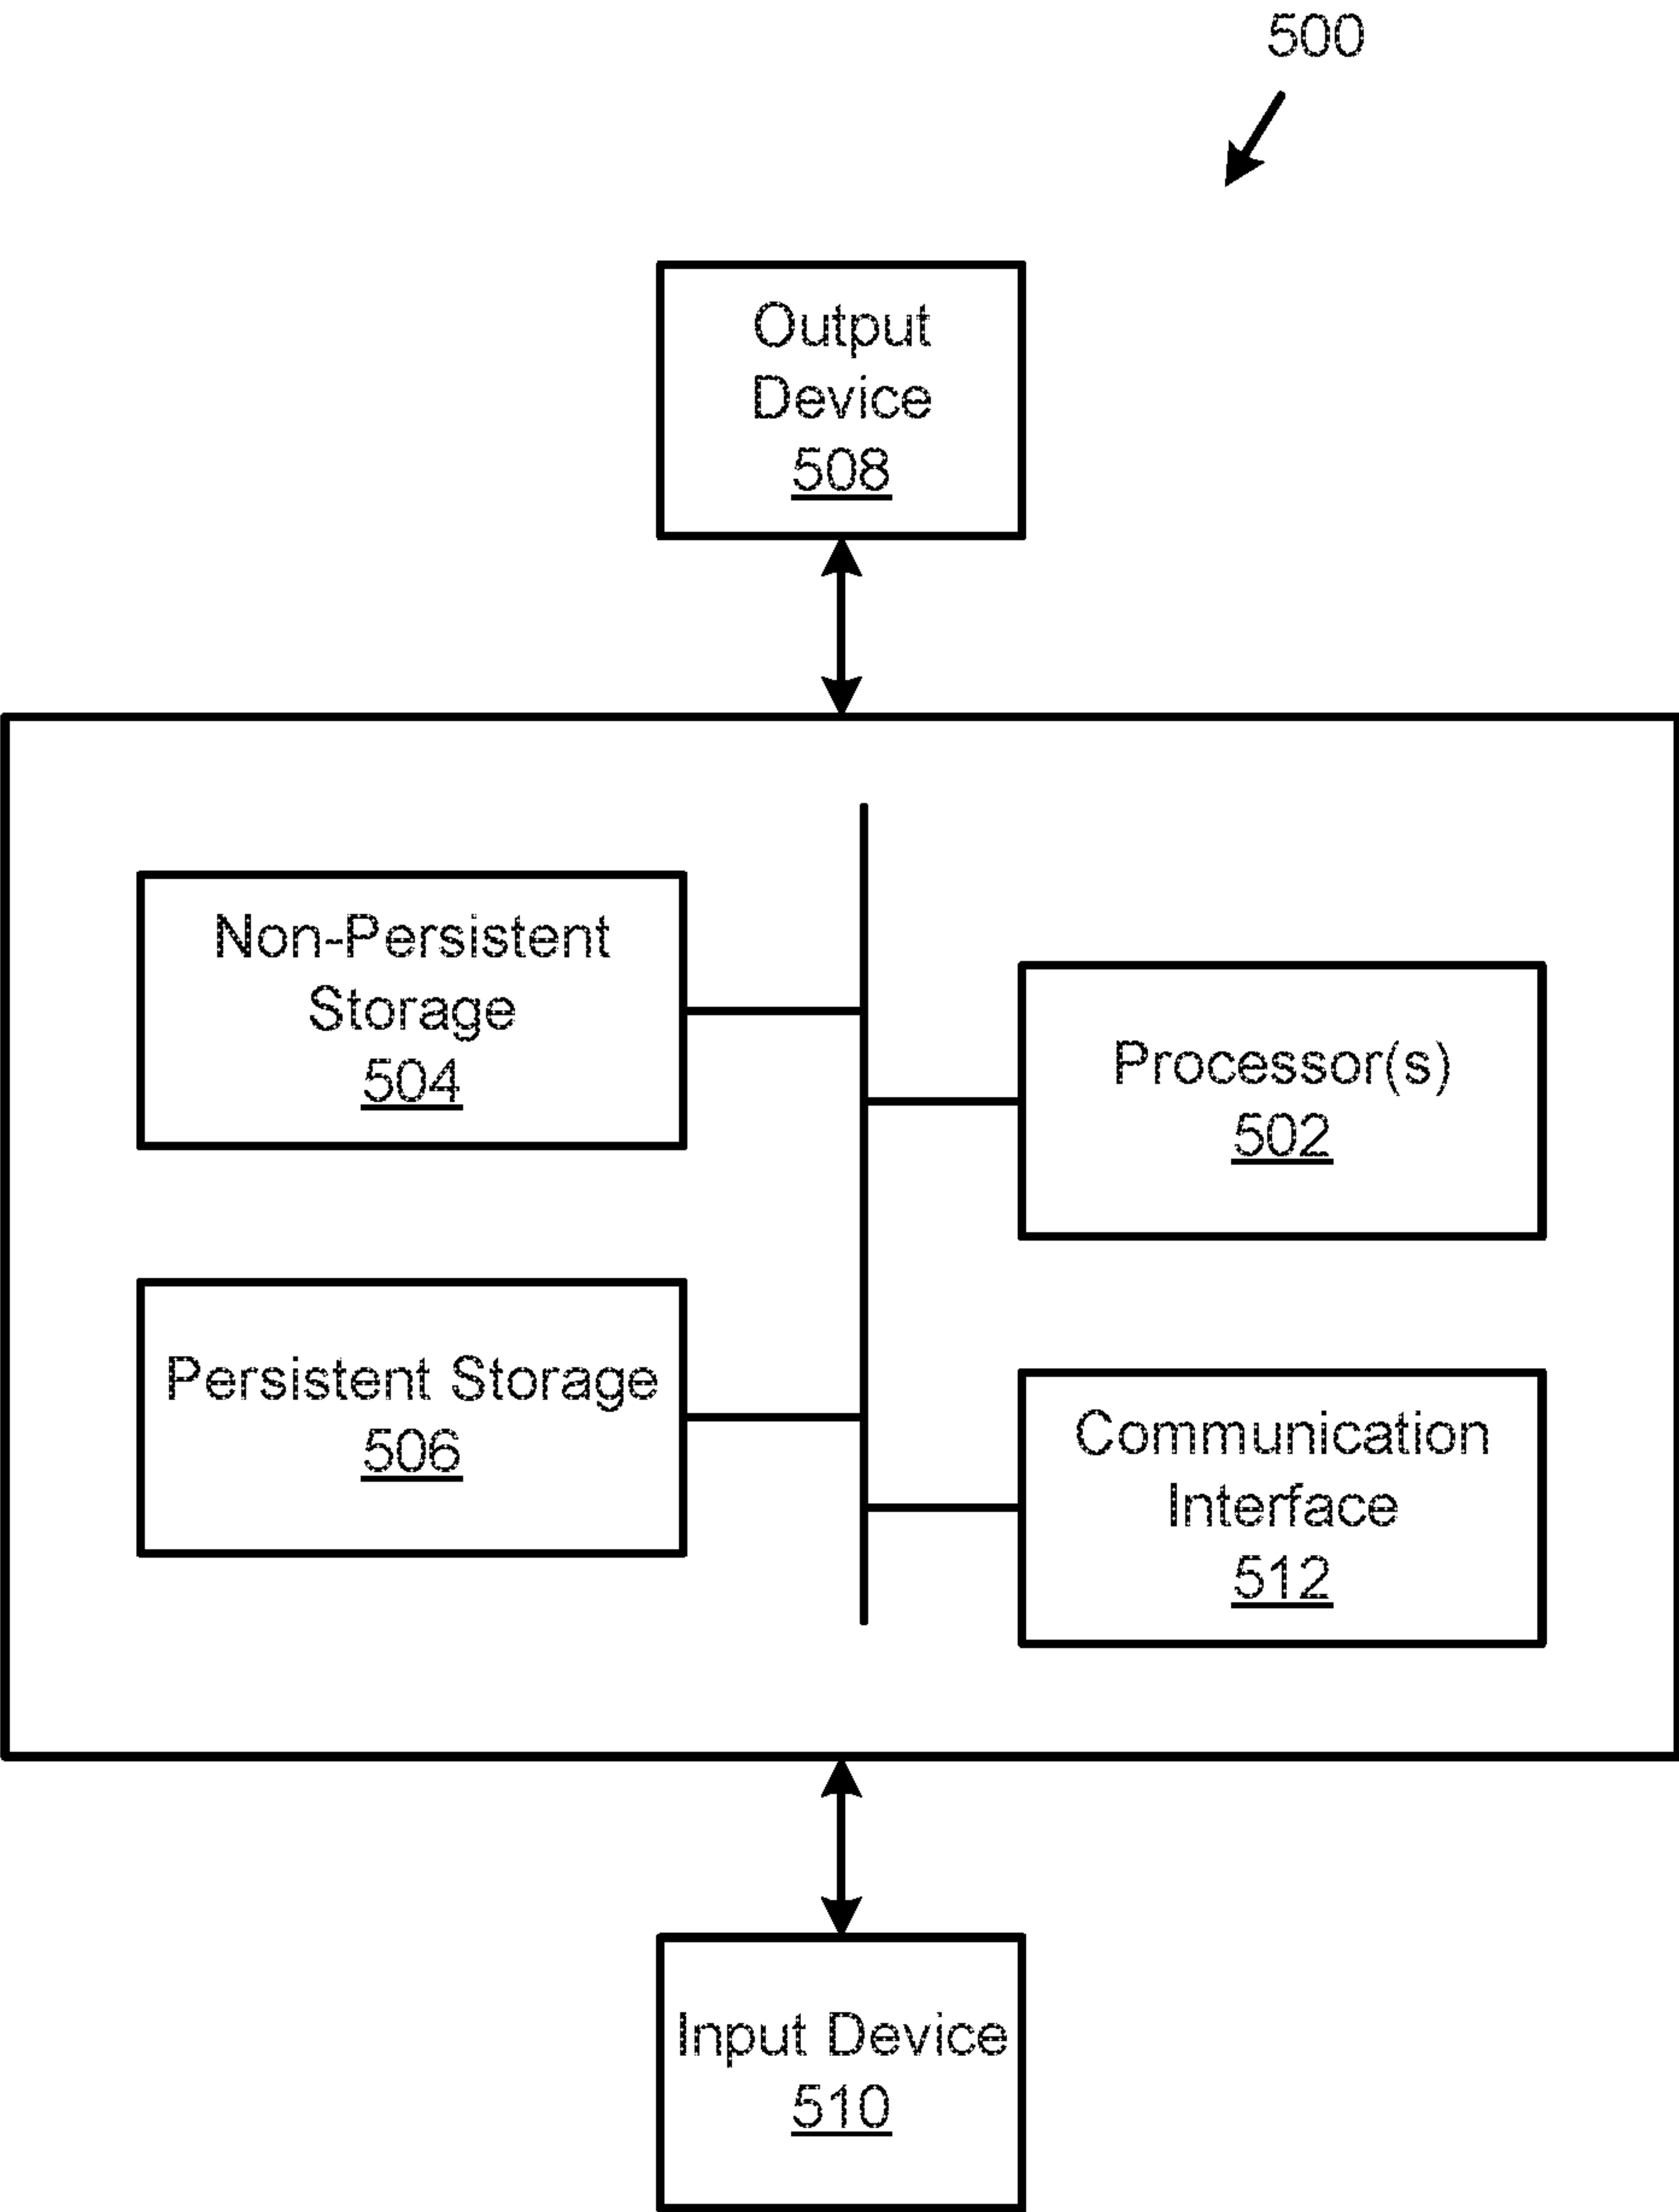 500
Output
Device
508
Non-Persistent
Storage
504
Processor(s)
502
Persistent Storage
506
Communication
Interface
512
Input Device
510